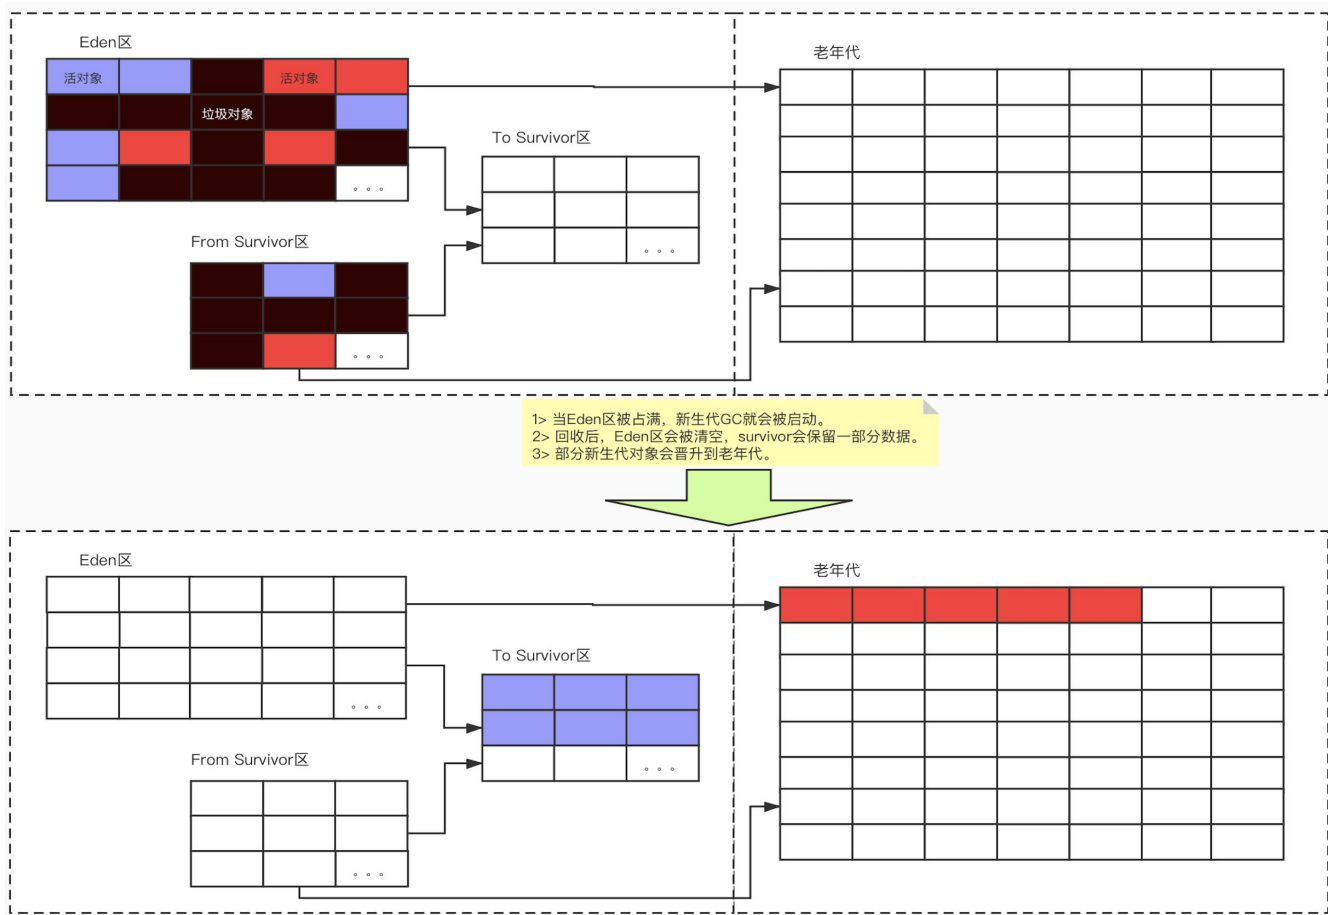 Eden区
老年代
活对象
活对象
垃圾对象
To Survivor区
。。。
From Survivor区
。。。
。。。
1> 当Eden区被占满，新生代GC就会被启动。
2> 回收后，Eden区会被清空，survivor会保留一部分数据。
3> 部分新生代对象会晋升到老年代。
Eden区
老年代
To Survivor区
。。。
From Survivor区
。。。
。。。